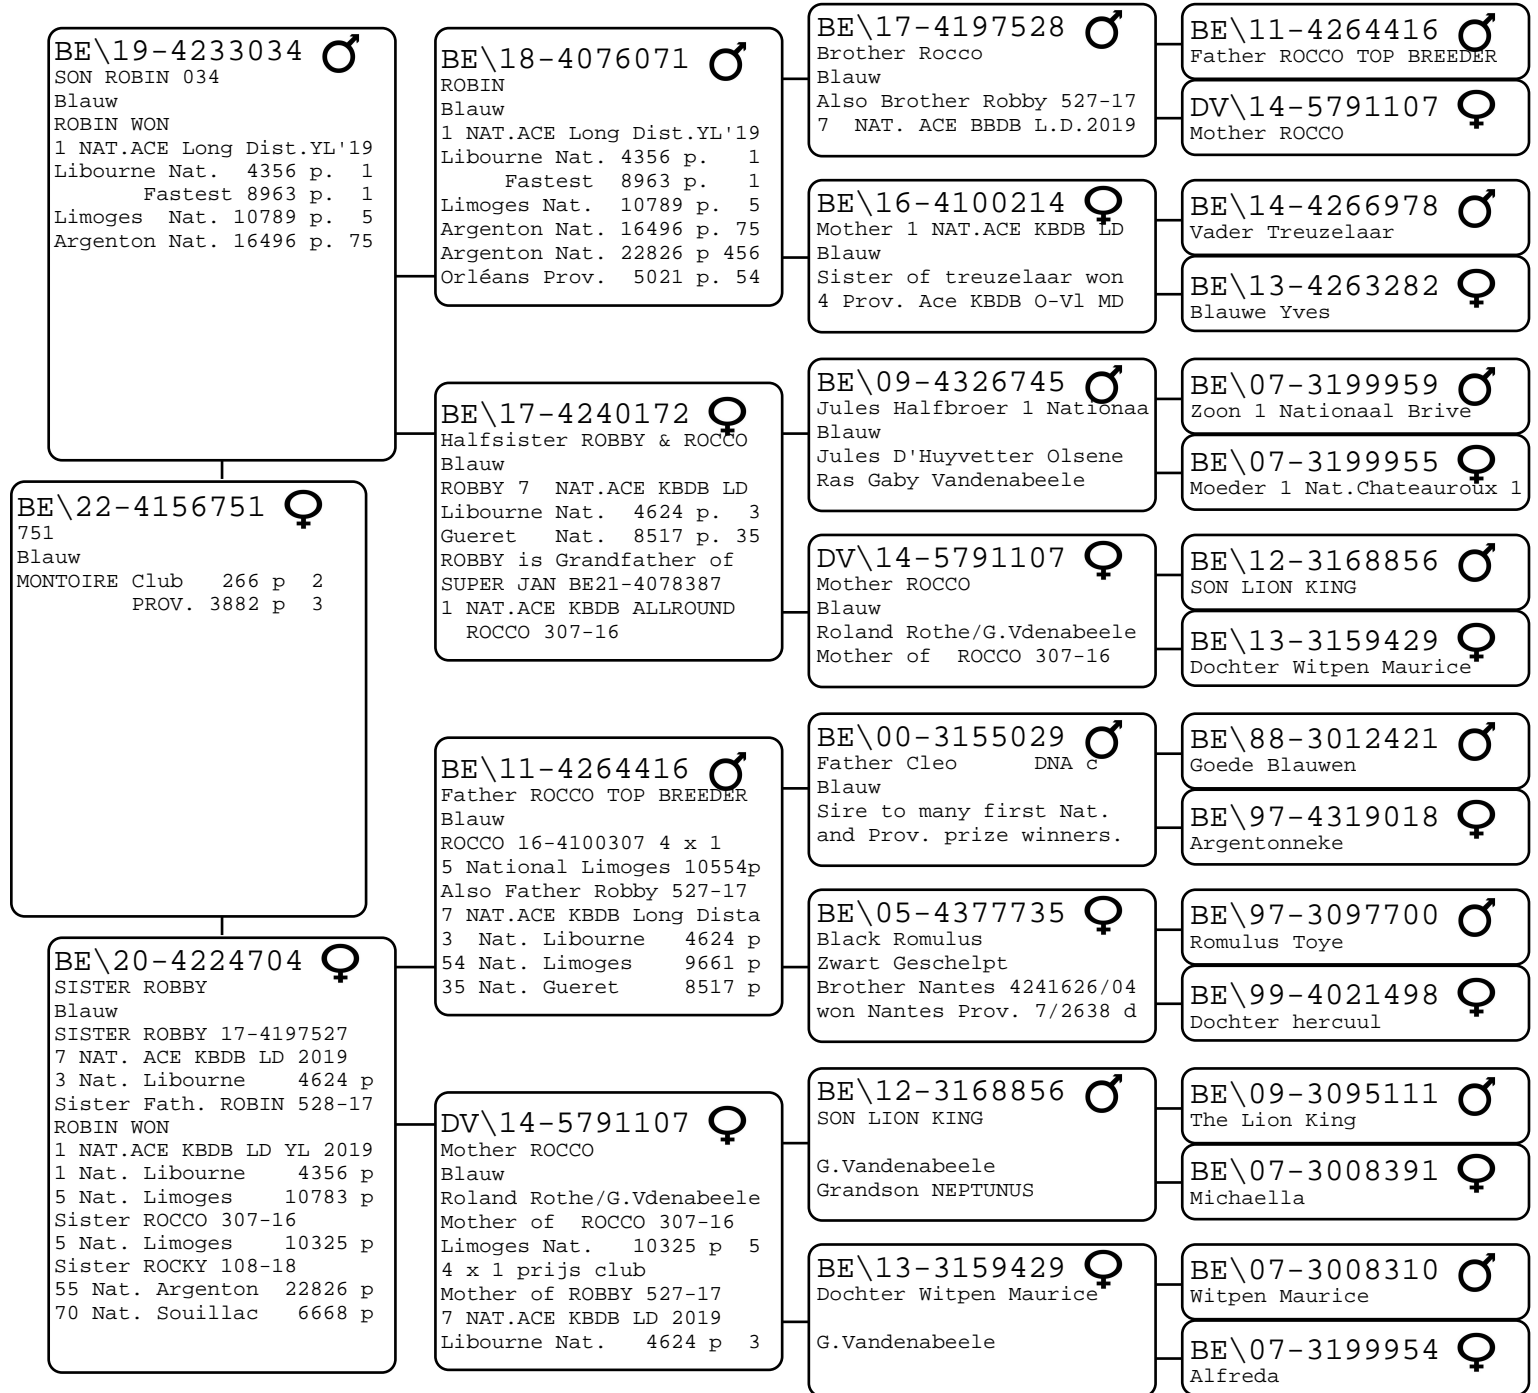 BE\19-4233034 ♂
SON ROBIN 034
Blauw
ROBIN WON
1 NAT.ACE Long Dist.YL'19
Libourne Nat.  4356 p.  1
Fastest 8963 p.  1
Limoges  Nat. 10789 p.  5
Argenton Nat. 16496 p. 75
BE\22-4156751 ♀
751
Blauw
MONTOIRE Club   266 p  2
PROV. 3882 p  3
BE\20-4224704 ♀
SISTER ROBBY
Blauw
SISTER ROBBY 17-4197527
7 NAT. ACE KBDB LD 2019
3 Nat. Libourne    4624 p
Sister Fath. ROBIN 528-17
ROBIN WON
1 NAT.ACE KBDB LD YL 2019
1 Nat. Libourne    4356 p
5 Nat. Limoges    10783 p
Sister ROCCO 307-16
5 Nat. Limoges    10325 p
Sister ROCKY 108-18
55 Nat. Argenton  22826 p
70 Nat. Souillac   6668 p
BE\18-4076071 ♂
ROBIN
Blauw
1 NAT.ACE Long Dist.YL'19
Libourne Nat. 4356 p.   1
Fastest  8963 p.   1
Limoges Nat.  10789 p.  5
Argenton Nat. 16496 p. 75
Argenton Nat. 22826 p 456
Orléans Prov.  5021 p. 54
BE\17-4240172 ♀
Halfsister ROBBY & ROCCO
Blauw
ROBBY 7  NAT.ACE KBDB LD
Libourne Nat.  4624 p.  3
Gueret   Nat.  8517 p. 35
ROBBY is Grandfather of
SUPER JAN BE21-4078387
1 NAT.ACE KBDB ALLROUND
ROCCO 307-16
BE\11-4264416 ♂
Father ROCCO TOP BREEDER
Blauw
ROCCO 16-4100307 4 x 1
5 National Limoges 10554p
Also Father Robby 527-17
7 NAT.ACE KBDB Long Dista
3  Nat. Libourne   4624 p
54 Nat. Limoges    9661 p
35 Nat. Gueret     8517 p
DV\14-5791107 ♀
Mother ROCCO
Blauw
Roland Rothe/G.Vdenabeele
Mother of  ROCCO 307-16
Limoges Nat.   10325 p  5
4 x 1 prijs club
Mother of ROBBY 527-17
7 NAT.ACE KBDB LD 2019
Libourne Nat.   4624 p  3
BE\17-4197528 ♂
Brother Rocco
Blauw
Also Brother Robby 527-17
7  NAT. ACE BBDB L.D.2019
BE\16-4100214 ♀
Mother 1 NAT.ACE KBDB LD
Blauw
Sister of treuzelaar won
4 Prov. Ace KBDB O-Vl MD
BE\09-4326745 ♂
Jules Halfbroer 1 Nationaa
Blauw
Jules D'Huyvetter Olsene
Ras Gaby Vandenabeele
DV\14-5791107 ♀
Mother ROCCO
Blauw
Roland Rothe/G.Vdenabeele
Mother of  ROCCO 307-16
BE\00-3155029 ♂
Father Cleo      DNA c
Blauw
Sire to many first Nat.
and Prov. prize winners.
BE\05-4377735 ♀
Black Romulus
Zwart Geschelpt
Brother Nantes 4241626/04
won Nantes Prov. 7/2638 d
BE\12-3168856 ♂
SON LION KING
G.Vandenabeele
Grandson NEPTUNUS
BE\13-3159429 ♀
Dochter Witpen Maurice
G.Vandenabeele
BE\11-4264416 ♂
Father ROCCO TOP BREEDER
DV\14-5791107 ♀
Mother ROCCO
BE\14-4266978 ♂
Vader Treuzelaar
BE\13-4263282 ♀
Blauwe Yves
BE\07-3199959 ♂
Zoon 1 Nationaal Brive
BE\07-3199955 ♀
Moeder 1 Nat.Chateauroux 1
BE\12-3168856 ♂
SON LION KING
BE\13-3159429 ♀
Dochter Witpen Maurice
BE\88-3012421 ♂
Goede Blauwen
BE\97-4319018 ♀
Argentonneke
BE\97-3097700 ♂
Romulus Toye
BE\99-4021498 ♀
Dochter hercuul
BE\09-3095111 ♂
The Lion King
BE\07-3008391 ♀
Michaella
BE\07-3008310 ♂
Witpen Maurice
BE\07-3199954 ♀
Alfreda